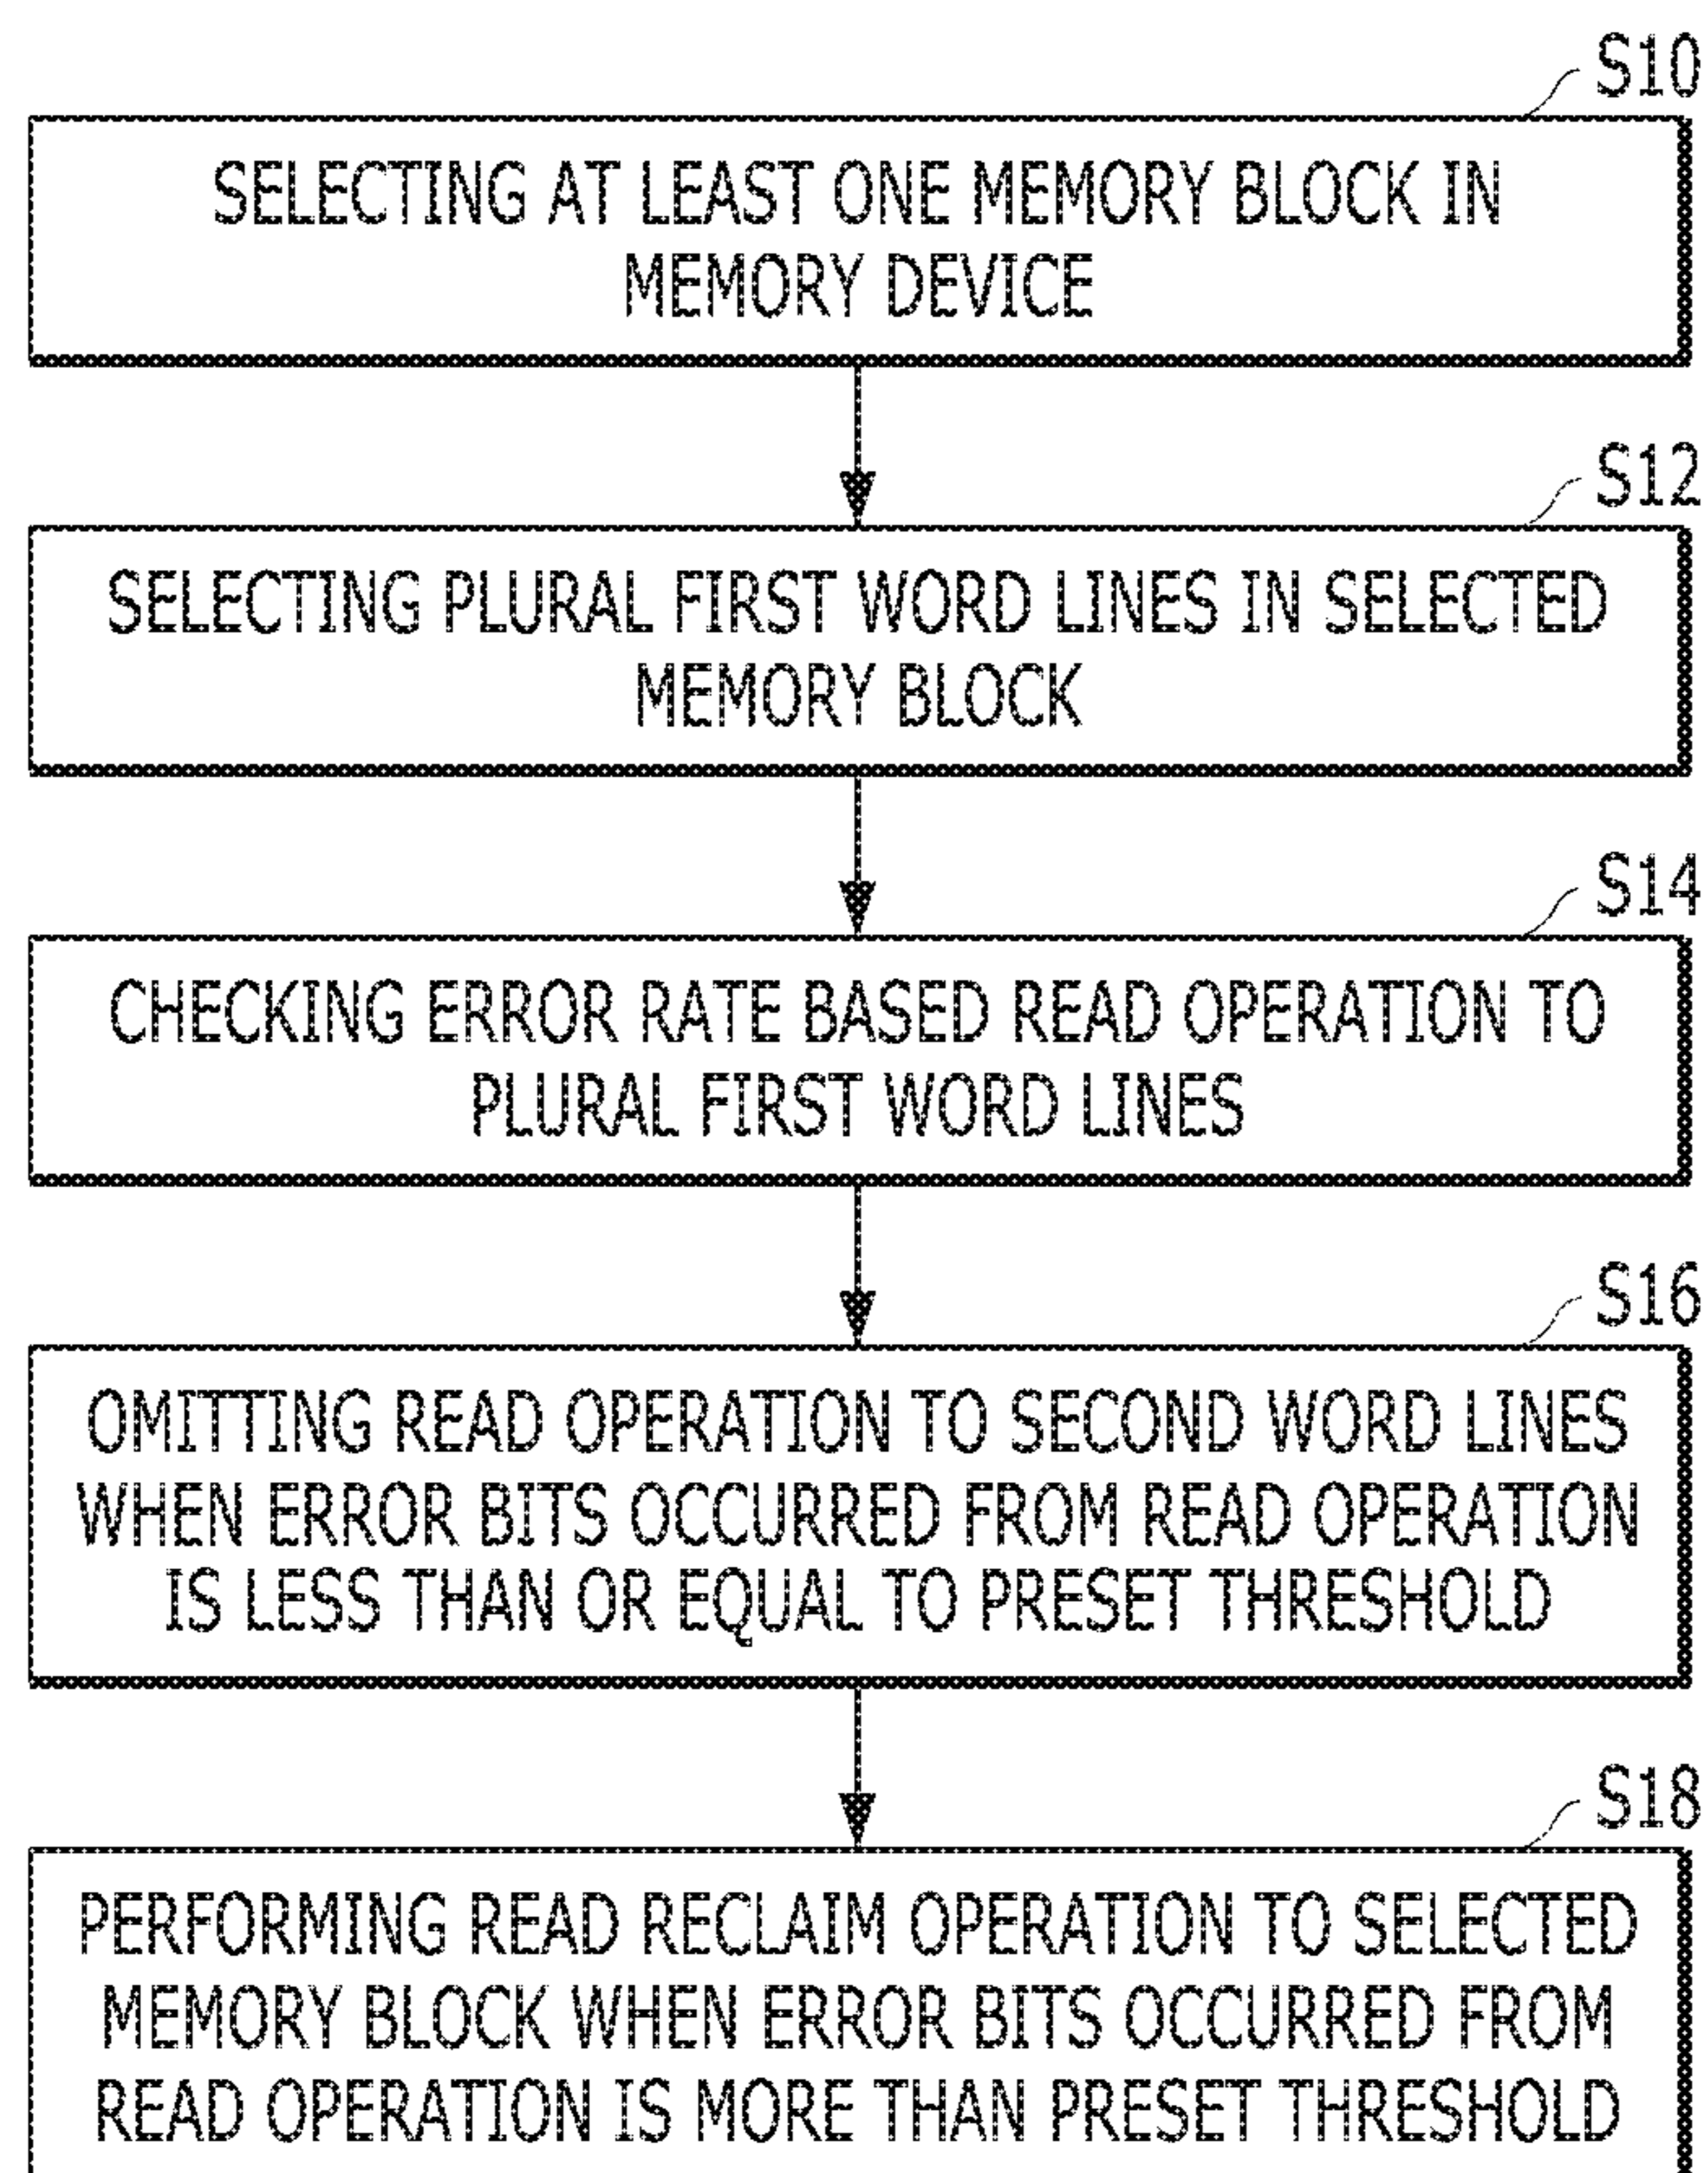 S10
SELECTING AT LEAST ONE MEMORY BLOCK IN
MEMORY DEVICE
S12
SELECTING PLURAL FIRST WORD LINES IN SELECTED
MEMORY BLOCK
S14
CHECKING ERROR RATE BASED READ OPERATION TO
PLURAL FIRST WORD LINES
S16
OMITTING READ OPERATION TO SECOND WORD LINES
WHEN ERROR BITS OCCURRED FROM READ OPERATION
IS LESS THAN OR EQUAL TO PRESET THRESHOLD
S18
PERFORMING READ RECLAIM OPERATION TO SELECTED
MEMORY BLOCK WHEN ERROR BITS OCCURRED FROM
READ OPERATION IS MORE THAN PRESET THRESHOLD